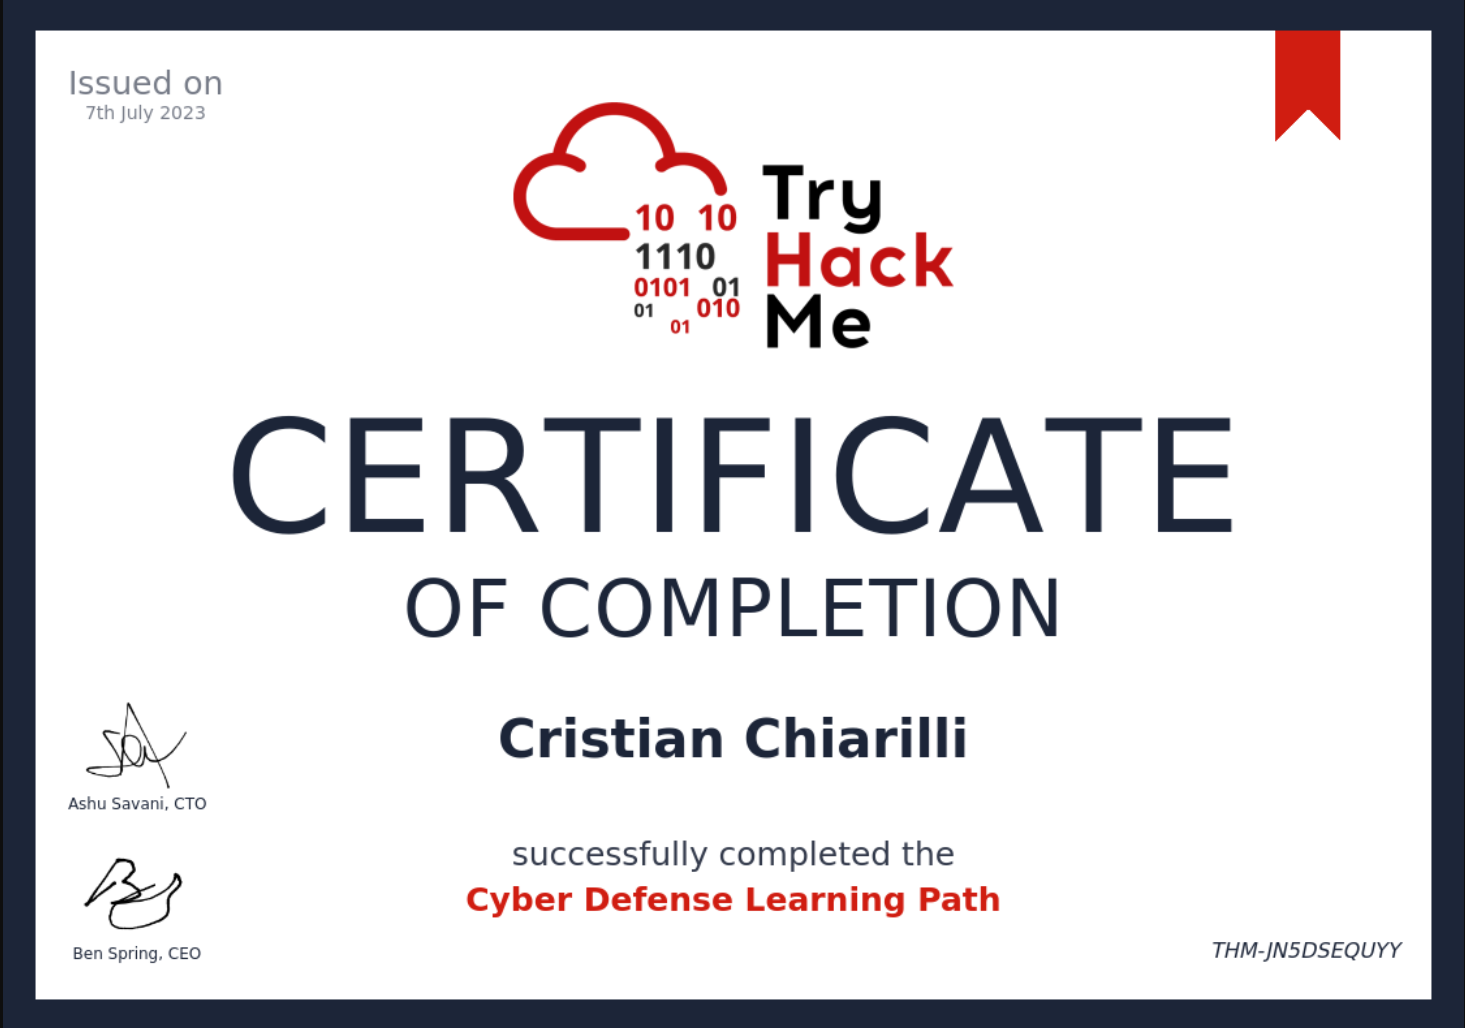 Issued on
7th July 2023
10 10
1110
0101 01
01 010
01
Try
Hack
Me
CERTIFICATE
OF COMPLETION
Cristian Chiarilli
Ashu Savani, CTO
successfully completed the
Cyber Defense Learning Path
Ben Spring, CEO
THM-JN5DSEQUYY